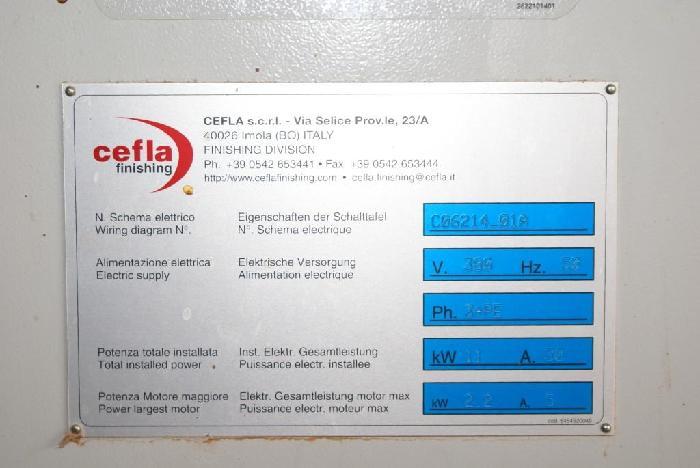 2822101401
cefla
finishing
CEFLA s.c.r.l. - Via Selice Prov.le, 23/A
40026 Imola (BO) ITALY
FINISHING DIVISION
Ph. +39 0542 653441 • Fax +39 0542 653444
http://www.ceflafinishing.com • cefla.finishing@cefla.it
N. Schema elettrico Eigenschaften der Schalttafel
Wiring diagram N°. N°. Schema electrique
C06214_01A
Alimentazione elettrica Elektrische Versorgung
Electric supply Alimentation electrique
V. Hz.
Ph. 3+PE
Potenza totale installata Inst. Elektr. Gesamtleistung
Total installed power Puissance electr. installee
kW 11 A.
Potenza Motore maggiore Elektr. Gesamtleistung motor max
Power largest motor Puissance electr. moteur max
kW 2.2 A. 5